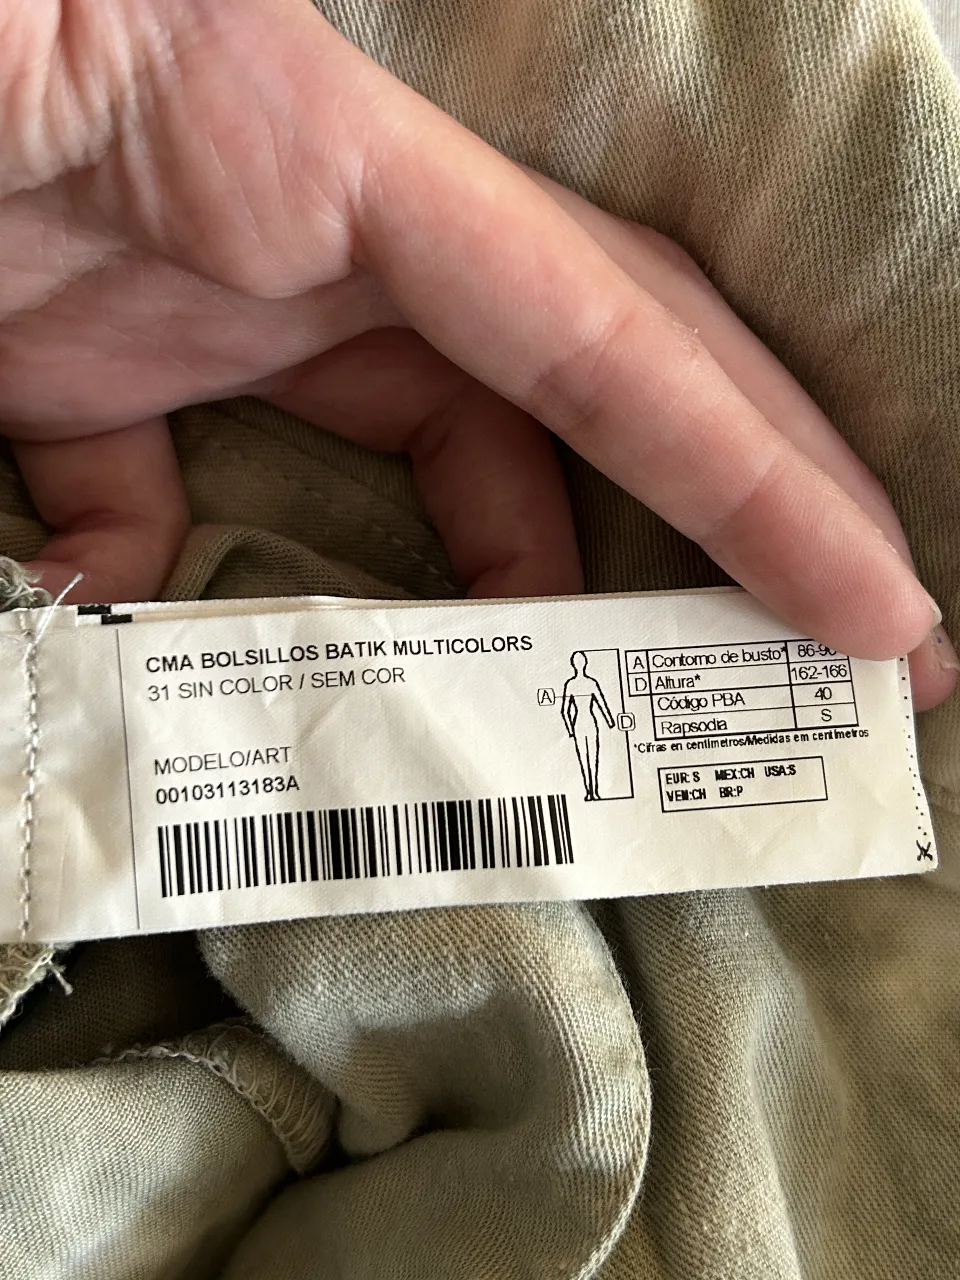 CMA BOLSILLOS BATIK MULTICOLORS
31 SIN COLOR / SEM COR
MODELO/ART
00103113183A
A
D
A Contorno de busto*
D Altura* 162-166
Código PBA 40
Rapsodia S
*Cifras en centímetros/Medidas em centímetros
EUR:S MEX:CH USA:S
VEN:CH BR:P